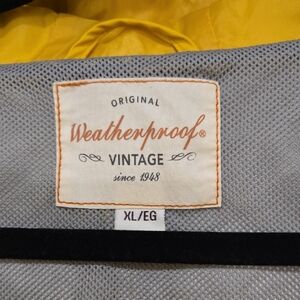 ORIGINAL
Weatherproof®
VINTAGE
since 1948
XL/EG